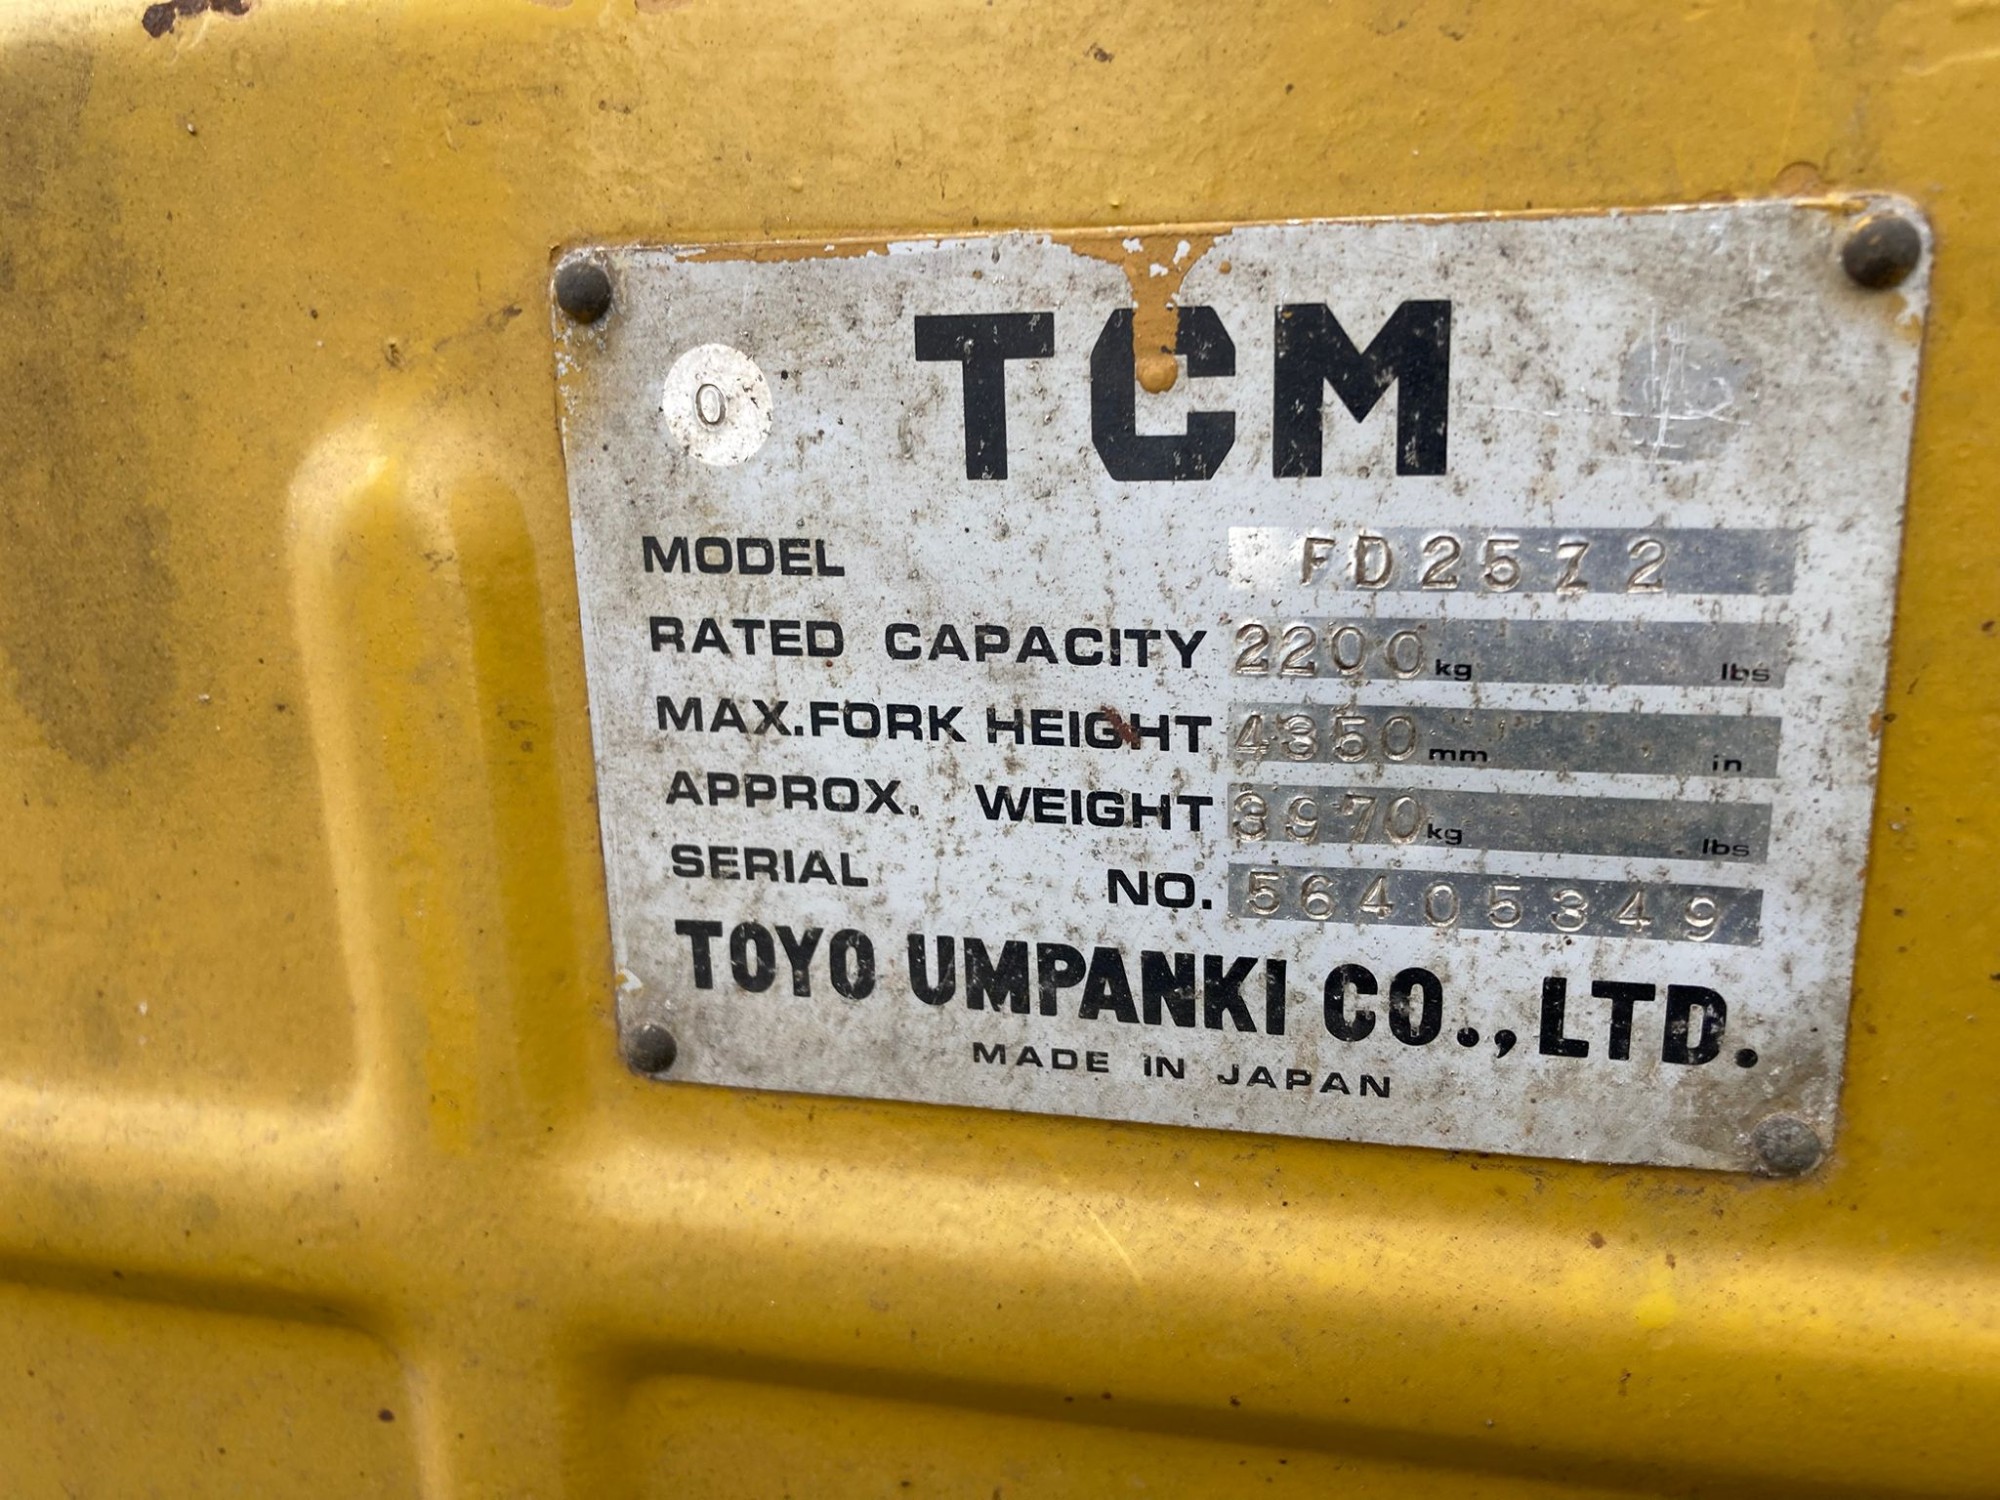 TCM
0
MODEL FD25Z2
RATED CAPACITY 2200 kg lbs
MAX.FORK HEIGHT 4350 mm in
APPROX. WEIGHT 3970 kg lbs
SERIAL NO. 56405349
TOYO UMPANKI CO.,LTD.
MADE IN JAPAN